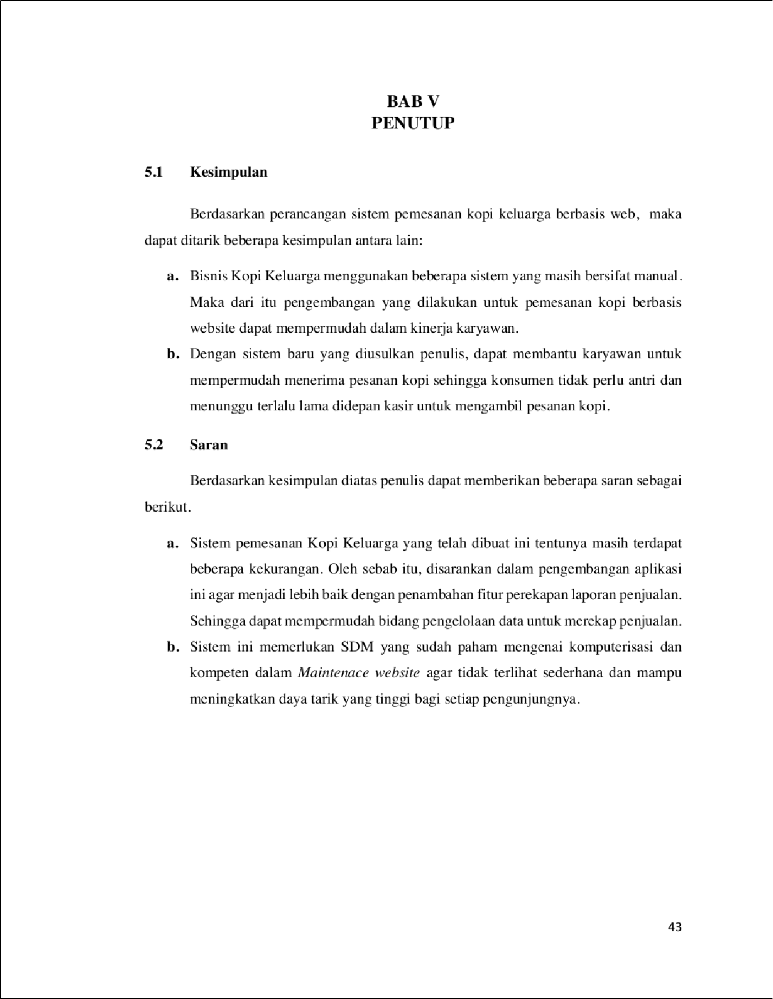 BAB V
PENUTUP
5.1 Kesimpulan
Berdasarkan perancangan sistem pemesanan kopi keluarga berbasis web, maka
dapat ditarik beberapa kesimpulan antara lain:
a. Bisnis Kopi Keluarga menggunakan beberapa sistem yang masih bersifat manual.
Maka dari itu pengembangan yang dilakukan untuk pemesanan kopi berbasis
website dapat mempermudah dalam kinerja karyawan.
b. Dengan sistem baru yang diusulkan penulis, dapat membantu karyawan untuk
mempermudah menerima pesanan kopi sehingga konsumen tidak perlu antri dan
menunggu terlalu lama didepan kasir untuk mengambil pesanan kopi.
5.2 Saran
Berdasarkan kesimpulan diatas penulis dapat memberikan beberapa saran sebagai
berikut.
a. Sistem pemesanan Kopi Keluarga yang telah dibuat ini tentunya masih terdapat
beberapa kekurangan. Oleh sebab itu, disarankan dalam pengembangan aplikasi
ini agar menjadi lebih baik dengan penambahan fitur perekapan laporan penjualan.
Sehingga dapat mempermudah bidang pengelolaan data untuk merekap penjualan.
b. Sistem ini memerlukan SDM yang sudah paham mengenai komputerisasi dan
kompeten dalam Maintenace website agar tidak terlihat sederhana dan mampu
meningkatkan daya tarik yang tinggi bagi setiap pengunjungnya.
43